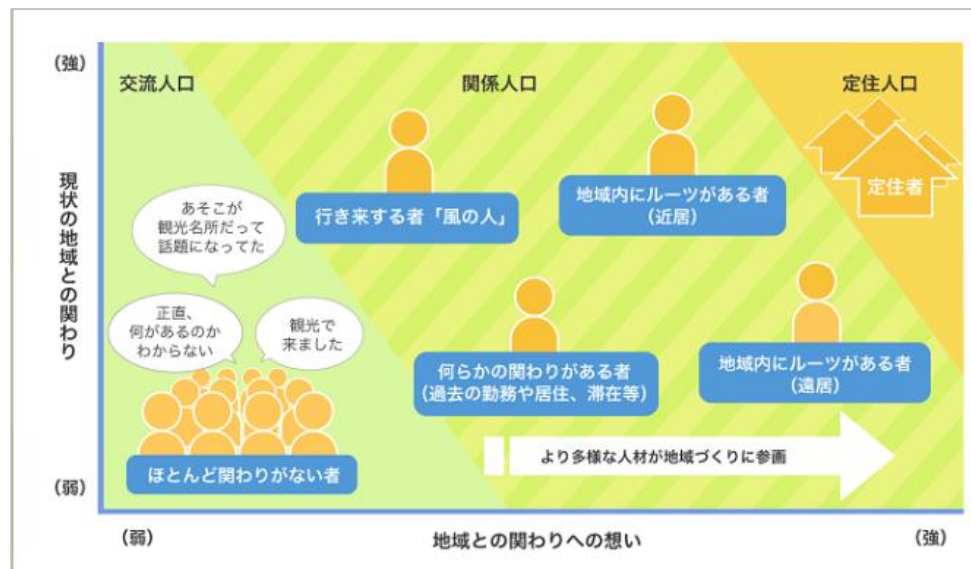 （強）
交流人口
関係人口
定住人口
現状の地域との関わり
定住者
あそこが
観光名所だって
話題になってた
行き来する者「風の人」
地域内にルーツがある者
（近居）
正直、
何があるのか
わからない
観光で
来ました
何らかの関わりがある者
（過去の勤務や居住、滞在等）
地域内にルーツがある者
（遠居）
ほとんど関わりがない者
より多様な人材が地域づくりに参画
（弱）
（弱）
地域との関わりへの想い
（強）